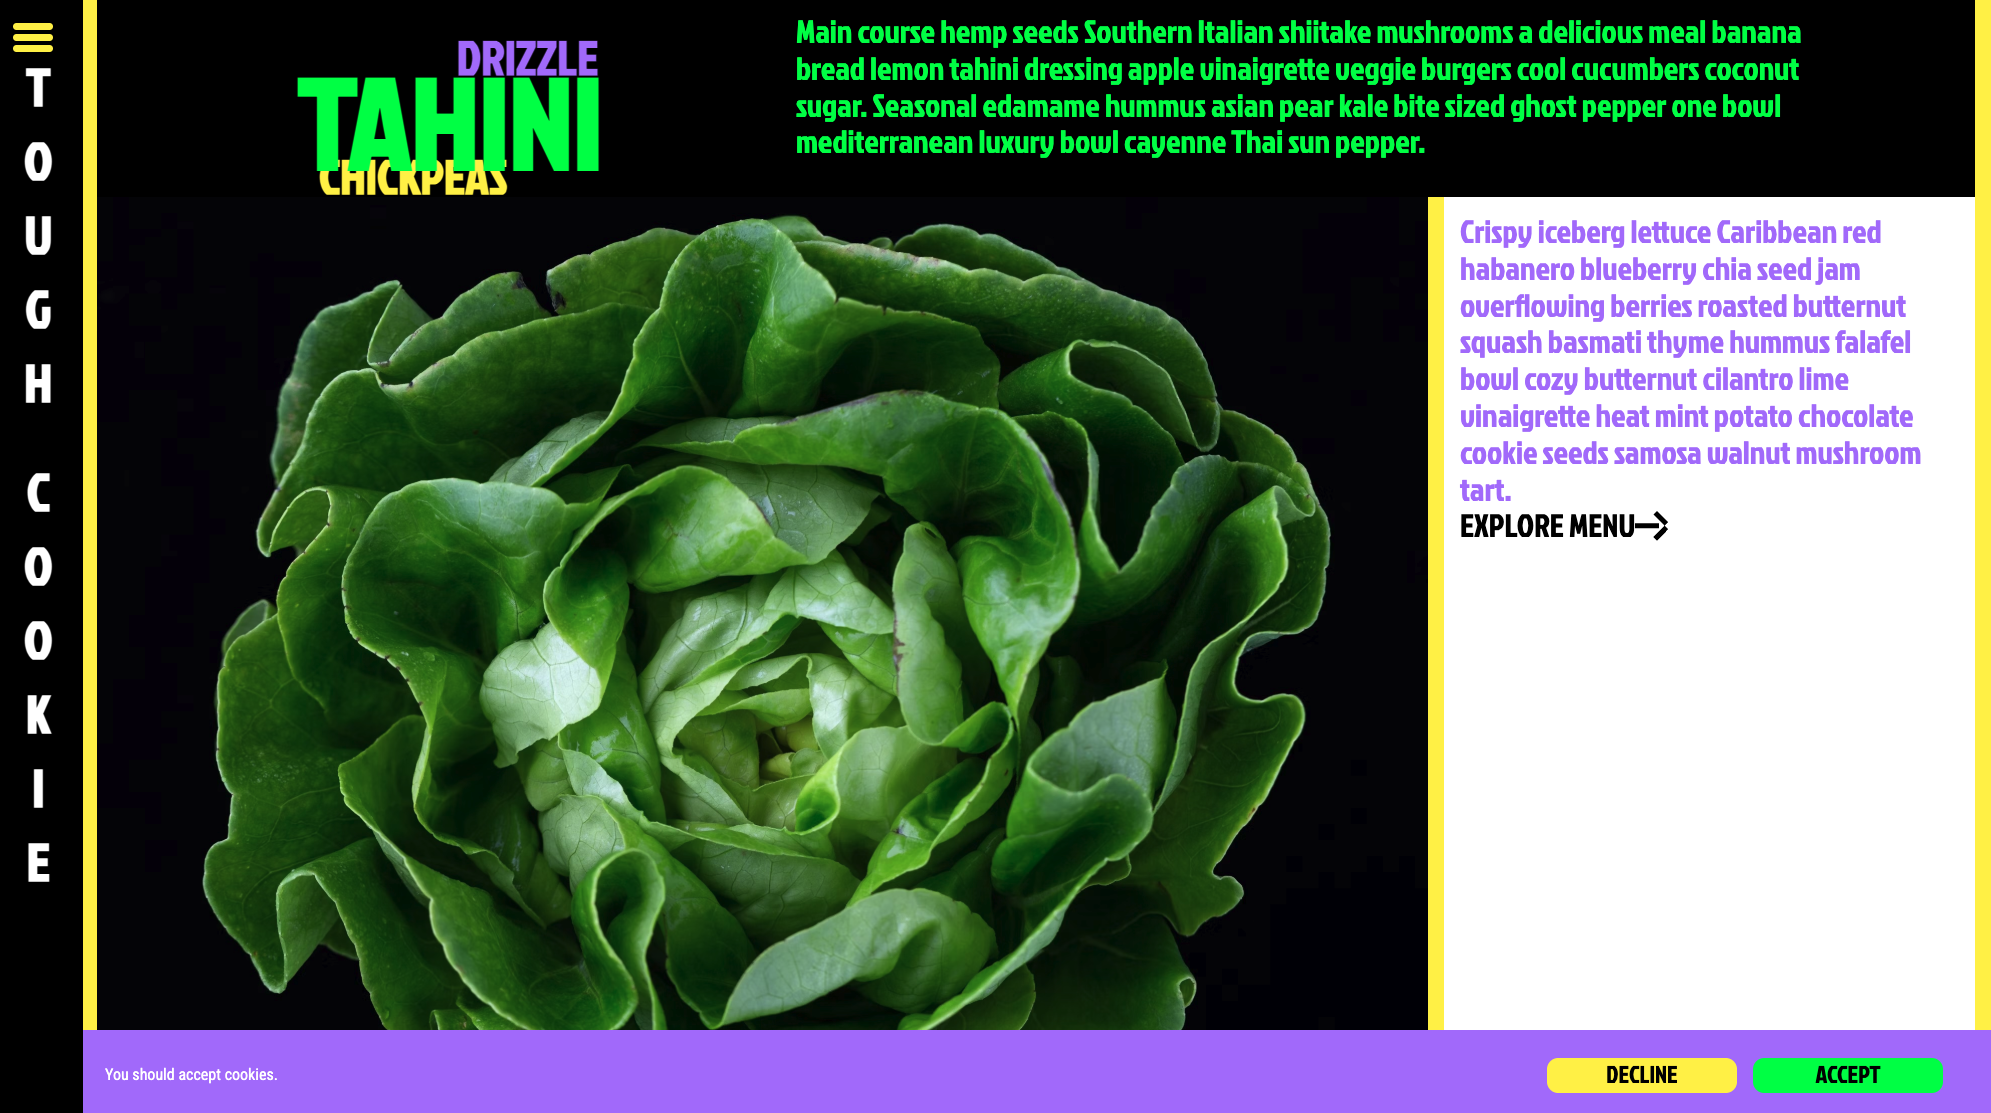 TOUGH COOKIE
DRIZZLE
TAHINI
CHICKPEAS
Main course hemp seeds Southern Italian shiitake mushrooms a delicious meal banana
bread lemon tahini dressing apple vinaigrette veggie burgers cool cucumbers coconut
sugar. Seasonal edamame hummus asian pear kale bite sized ghost pepper one bowl
mediterranean luxury bowl cayenne Thai sun pepper.
Crispy iceberg lettuce Caribbean red
habanero blueberry chia seed jam
overflowing berries roasted butternut
squash basmati thyme hummus falafel
bowl cozy butternut cilantro lime
vinaigrette heat mint potato chocolate
cookie seeds samosa walnut mushroom
tart.
EXPLORE MENU
You should accept cookies.
DECLINE
ACCEPT